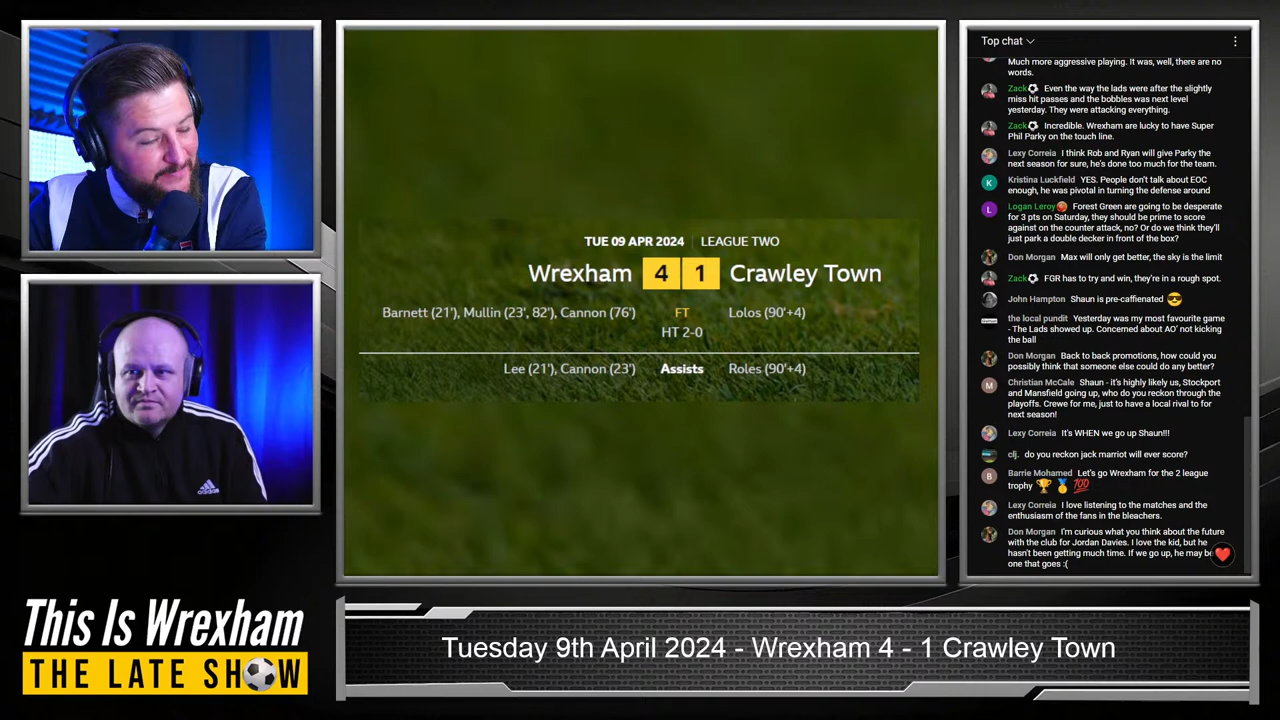 Top chat
Much more aggressive playing. It was, well, there are no
words.
Zack Even the way the lads were after the slightly
miss hit passes and the bobbles was next level
yesterday. They were attacking everything.
Zack Incredible. Wrexham are lucky to have Super
Phil Parky on the touch line.
Lexy Correia I think Rob and Ryan will give Parky the
next season for sure, he's done too much for the team.
K
Kristina Luckfield YES. People don't talk about EOC
enough, he was pivotal in turning the defense around
L
Logan Leroy Forest Green are going to be desperate
for 3 pts on Saturday, they should be prime to score
against on the counter attack, no? Or do we think they'll
just park a double decker in front of the box?
Don Morgan Max will only get better, the sky is the limit
Zack FGR has to try and win, they're in a rough spot.
John Hampton Shaun is pre-caffienated 😎
the local pundit Yesterday was my most favourite game
- The Lads showed up. Concerned about AO' not kicking
the ball
Don Morgan Back to back promotions, how could you
possibly think that someone else could do any better?
M
Christian McCale Shaun - it's highly likely us, Stockport
and Mansfield going up, who do you reckon through the
playoffs. Crewe for me, just to have a local rival to for
next season!
Lexy Correia It's WHEN we go up Shaun!!!
clj. do you reckon jack marriot will ever score?
B
Barrie Mohamed Let's go Wrexham for the 2 league
trophy 🏆 🥇 💯
Lexy Correia I love listening to the matches and the
enthusiasm of the fans in the bleachers.
Don Morgan I'm curious what you think about the future
with the club for Jordan Davies. I love the kid, but he
hasn't been getting much time. If we go up, he may be
one that goes :(
TUE 09 APR 2024 | LEAGUE TWO
Wrexham 4 1 Crawley Town
Barnett (21'), Mullin (23', 82'), Cannon (76') FT Lolos (90'+4)
HT 2-0
Lee (21'), Cannon (23') Assists Roles (90'+4)
adidas
This Is Wrexham
THE LATE SHOW
Tuesday 9th April 2024 - Wrexham 4 - 1 Crawley Town